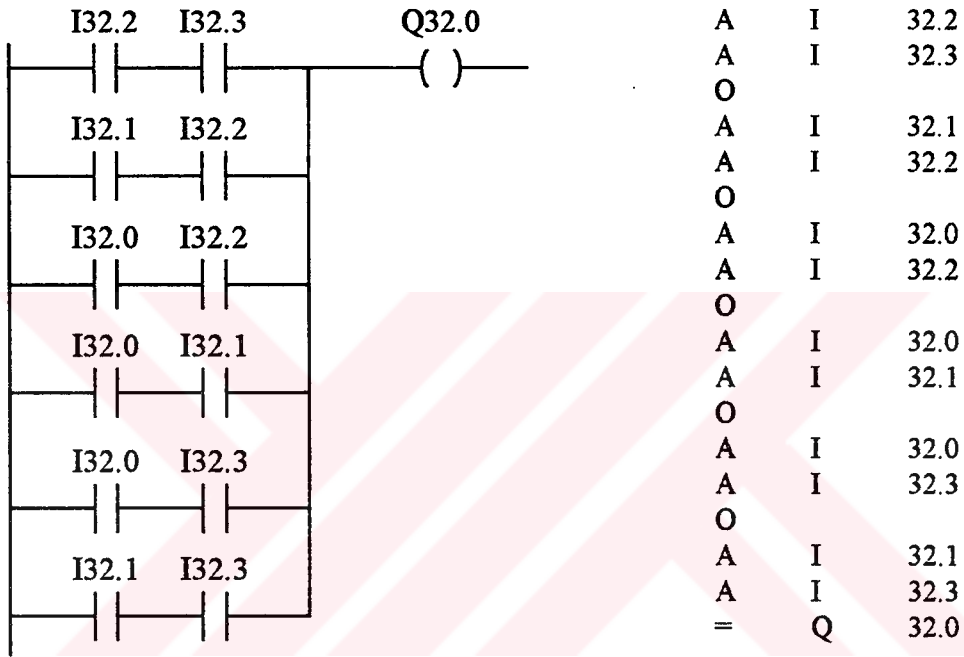 I32.2 I32.3 Q32.0
I32.1 I32.2
I32.0 I32.2
I32.0 I32.1
I32.0 I32.3
I32.1 I32.3
A I 32.2
A I 32.3
O
A I 32.1
A I 32.2
O
A I 32.0
A I 32.2
O
A I 32.0
A I 32.1
O
A I 32.0
A I 32.3
O
A I 32.1
A I 32.3
= Q 32.0